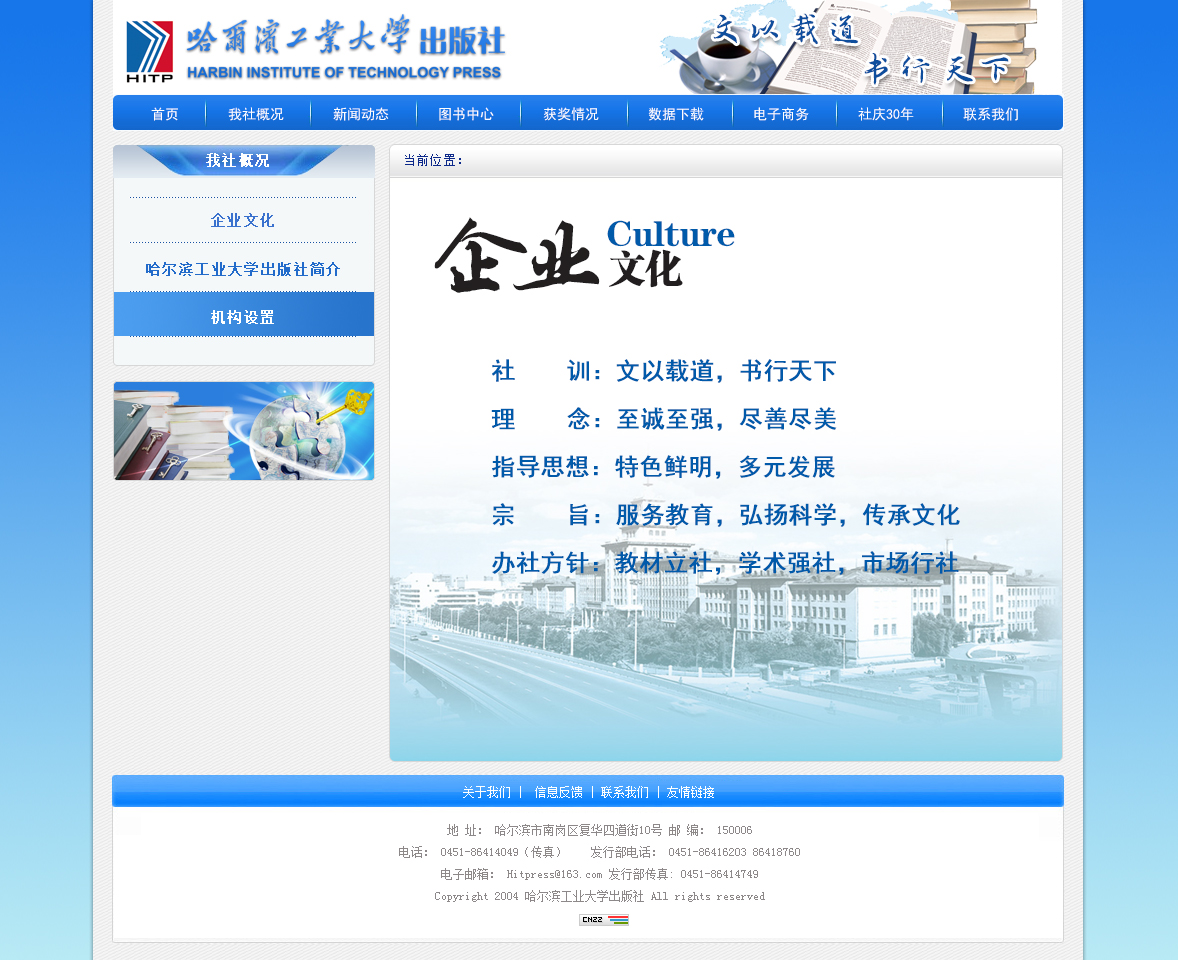 哈爾濱工業大學出版社
HITP
HARBIN INSTITUTE OF TECHNOLOGY PRESS
文以载道
书行天下
首页 我社概况 新闻动态 图书中心 获奖情况 数据下载 电子商务 社庆30年 联系我们
我社概况
当前位置：
企业文化
哈尔滨工业大学出版社简介
机构设置
企业文化
Culture
社 训：文以载道，书行天下
理 念：至诚至强，尽善尽美
指导思想：特色鲜明，多元发展
宗 旨：服务教育，弘扬科学，传承文化
办社方针：教材立社，学术强社，市场行社
关于我们 | 信息反馈 | 联系我们 | 友情链接
地 址： 哈尔滨市南岗区复华四道街10号 邮 编： 150006
电话： 0451-86414049（传真） 发行部电话： 0451-86416203 86418760
电子邮箱： Hitpress@163.com 发行部传真: 0451-86414749
Copyright 2004 哈尔滨工业大学出版社 All rights reserved
CNZZ